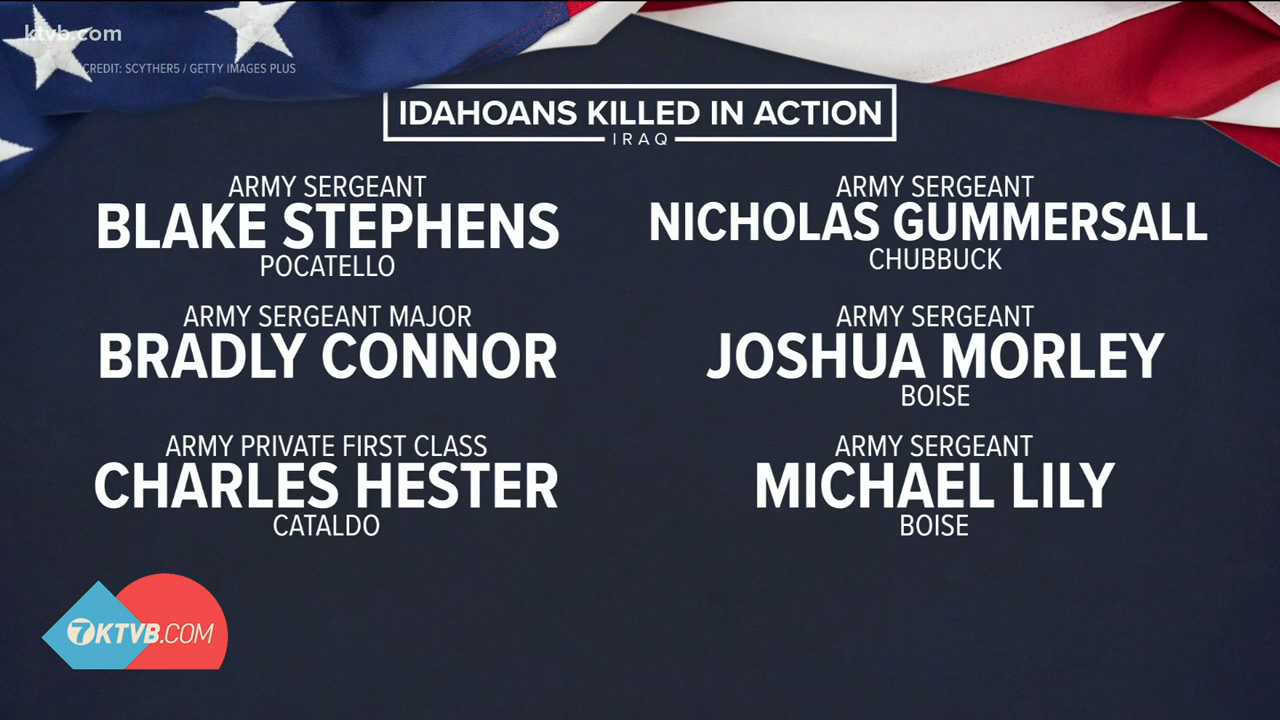 ktvb.com
CREDIT: SCYTHER5 / GETTY IMAGES PLUS
IDAHOANS KILLED IN ACTION
IRAQ
ARMY SERGEANT
BLAKE STEPHENS
POCATELLO
ARMY SERGEANT MAJOR
BRADLY CONNOR
ARMY PRIVATE FIRST CLASS
CHARLES HESTER
CATALDO
ARMY SERGEANT
NICHOLAS GUMMERSALL
CHUBBUCK
ARMY SERGEANT
JOSHUA MORLEY
BOISE
ARMY SERGEANT
MICHAEL LILY
BOISE
7KTVB.COM